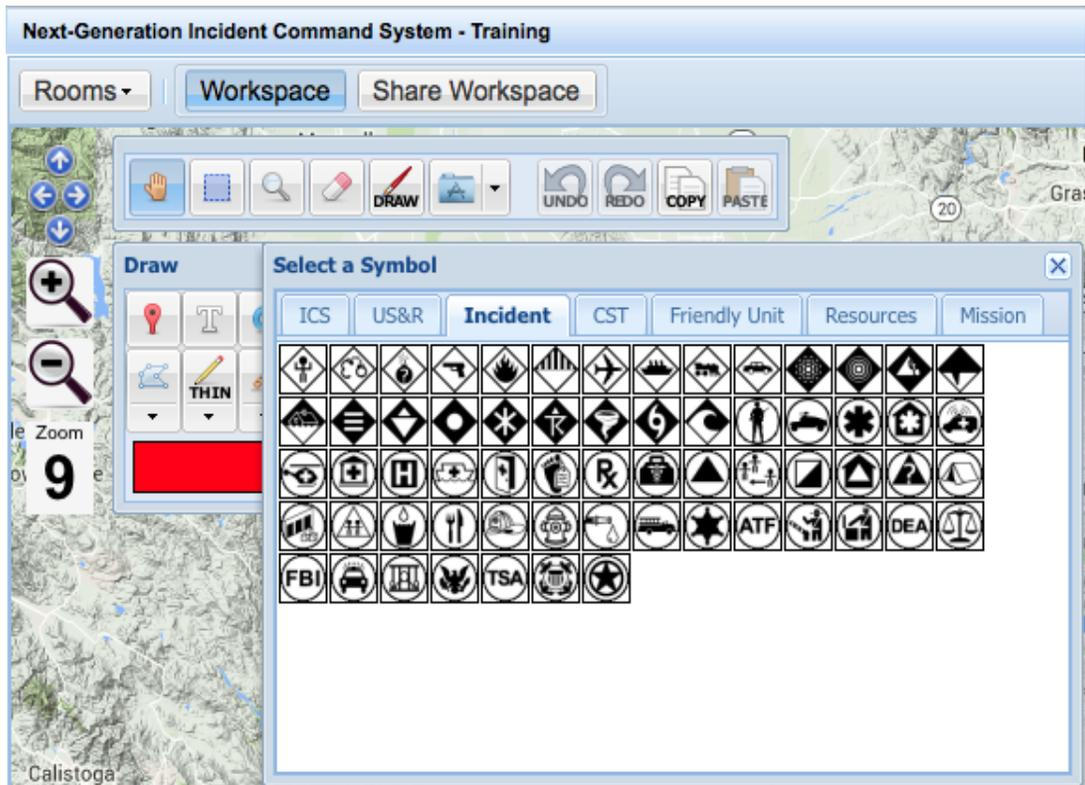 Next-Generation Incident Command System - Training
Rooms
Workspace
Share Workspace
DRAW
UNDO
REDO
COPY
PASTE
20
Gras
Draw
Select a Symbol
ICS
US&R
Incident
CST
Friendly Unit
Resources
Mission
T
THIN
Zoom
9
H
Rx
ATF
DEA
FBI
TSA
Calistoga